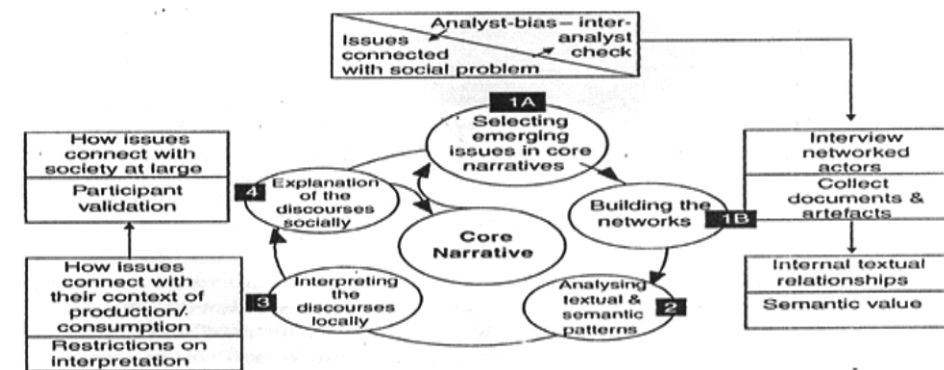 Analyst-bias— inter-
analyst
check
Issues
connected
with social problem
1A
Selecting
emerging
issues in core
narratives
How issues
connect with
society at large
Participant
validation
4
Explanation
of the
discourses
socially
Building the
networks
1B
Interview
networked
actors
Collect
documents &
artefacts
Core
Narrative
How issues
connect with
their context of
production/.
consumption
Restrictions on
interpretation
3
Interpreting
the
discourses
locally
Analysing
textual &
semantic
patterns
2
Internal textual
relationships
Semantic value